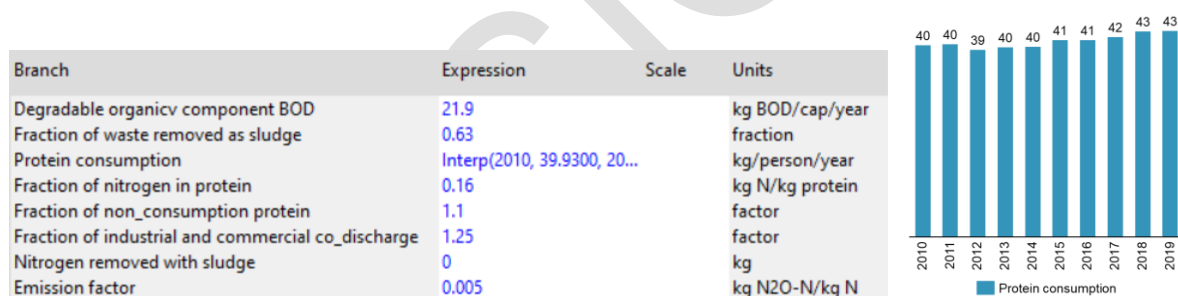 Branch Expression Scale Units
Degradable organicv component BOD 21.9 kg BOD/cap/year
Fraction of waste removed as sludge 0.63 fraction
Protein consumption Interp(2010, 39.9300, 20... kg/person/year
Fraction of nitrogen in protein 0.16 kg N/kg protein
Fraction of non_consumption protein 1.1 factor
Fraction of industrial and commercial co_discharge 1.25 factor
Nitrogen removed with sludge 0 kg
Emission factor 0.005 kg N2O-N/kg N
40 40 39 40 40 41 41 42 43 43
2010 2011 2012 2013 2014 2015 2016 2017 2018 2019
Protein consumption